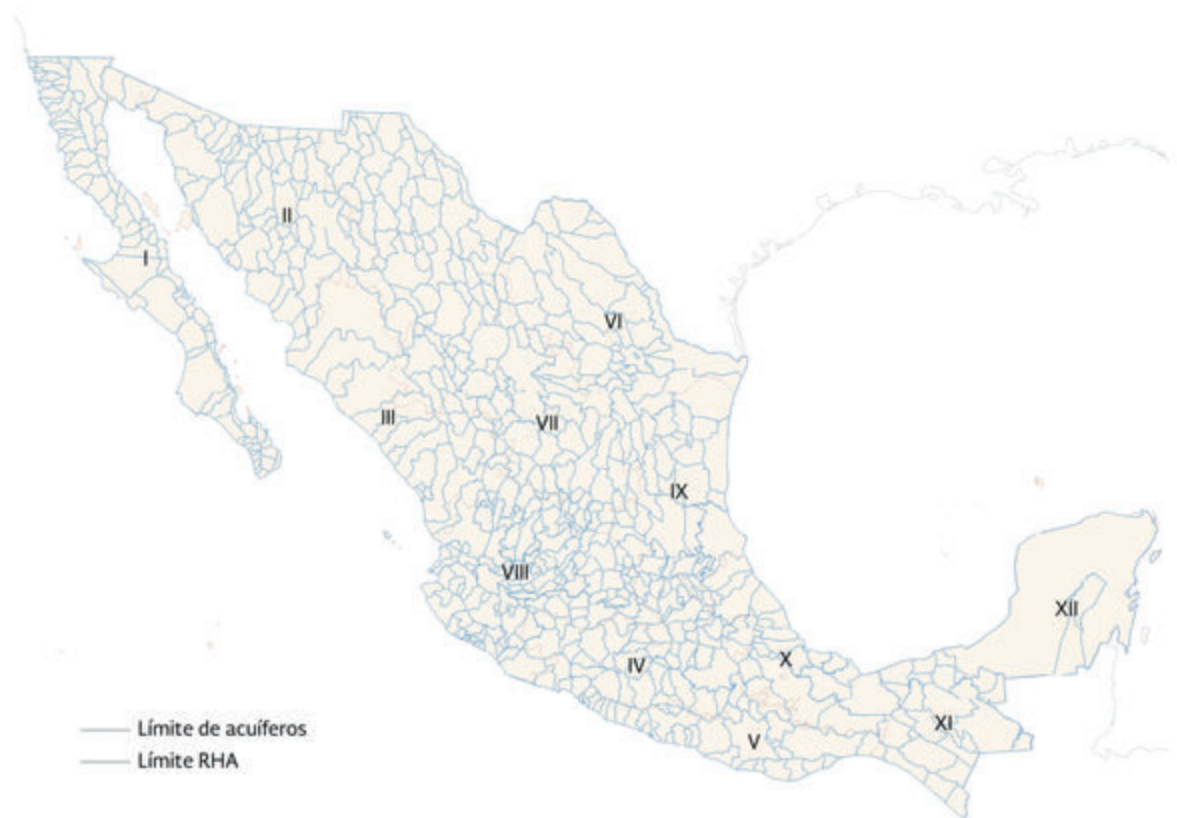 II
I
VI
III
VII
IX
VIII
XII
IV
X
XI
V
Límite de acuíferos
Límite RHA